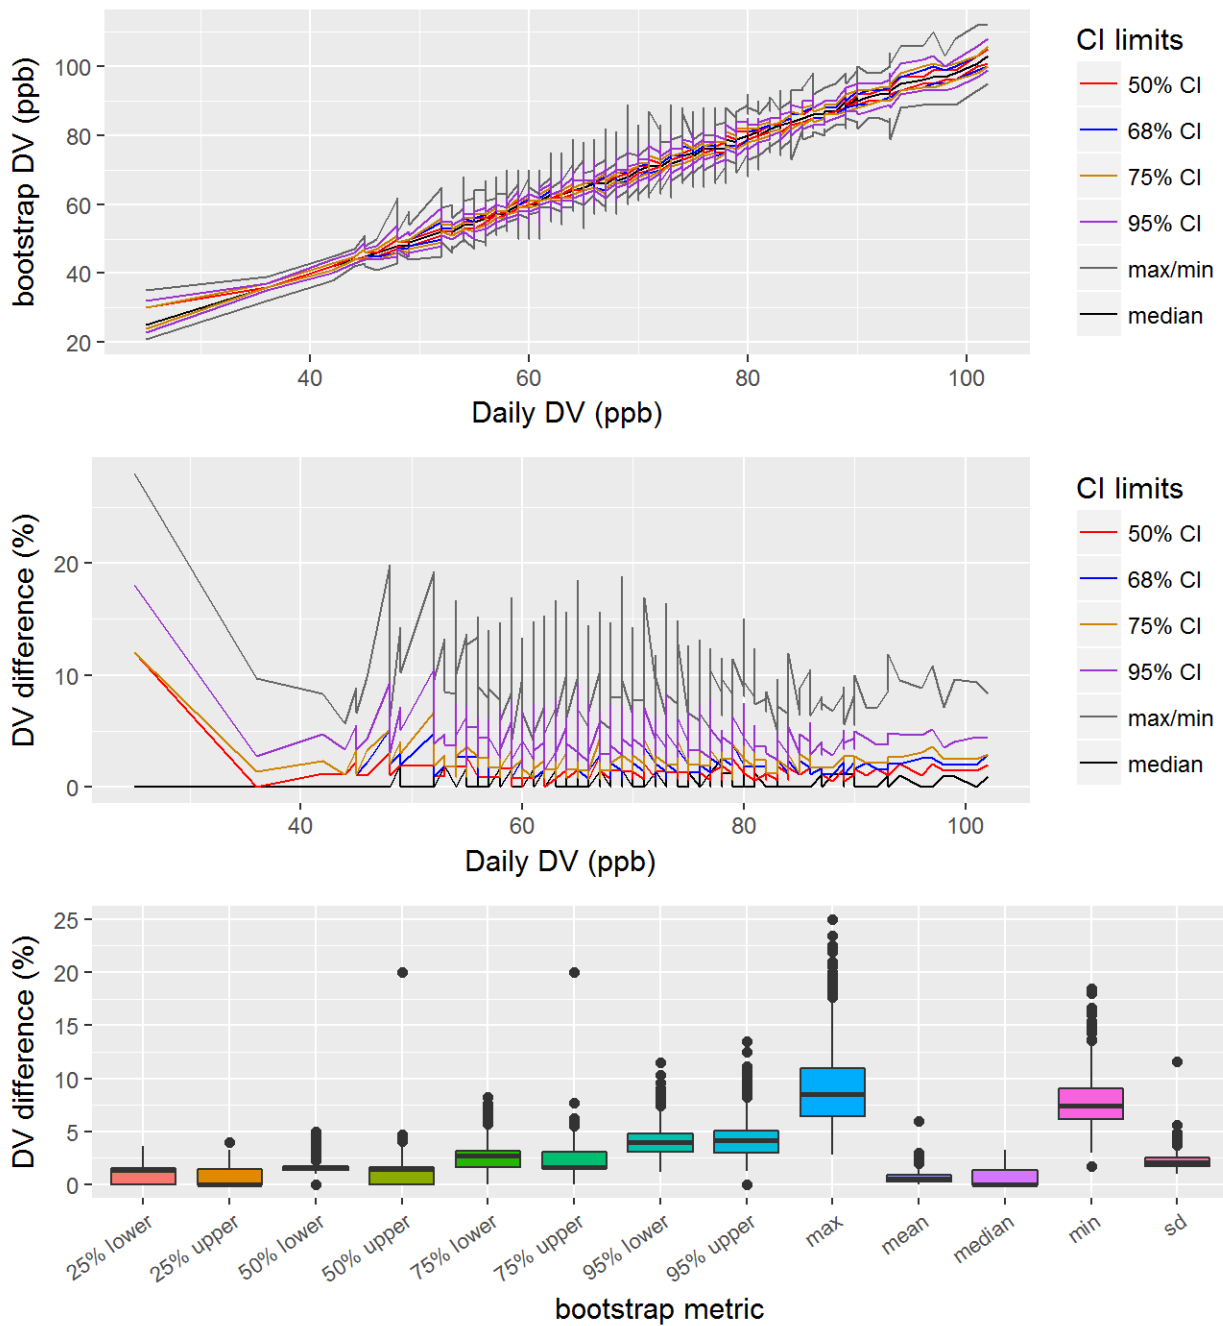 bootstrap DV (ppb)
100
80
60
40
20
40 60 80 100
Daily DV (ppb)
CI limits
50% CI
68% CI
75% CI
95% CI
max/min
median
DV difference (%)
20
10
0
40 60 80 100
Daily DV (ppb)
CI limits
50% CI
68% CI
75% CI
95% CI
max/min
median
DV difference (%)
25
20
15
10
5
0
25% lower
25% upper
50% lower
50% upper
75% lower
75% upper
95% lower
95% upper
max
mean
median
min
sd
bootstrap metric